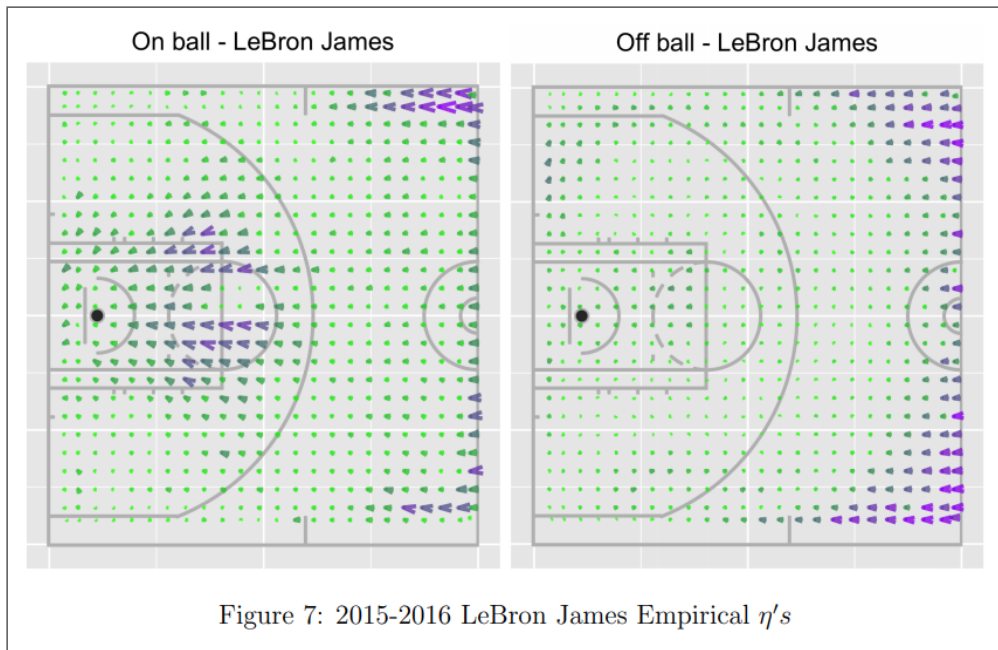 On ball - LeBron James
Off ball - LeBron James
Figure 7: 2015-2016 LeBron James Empirical η′s